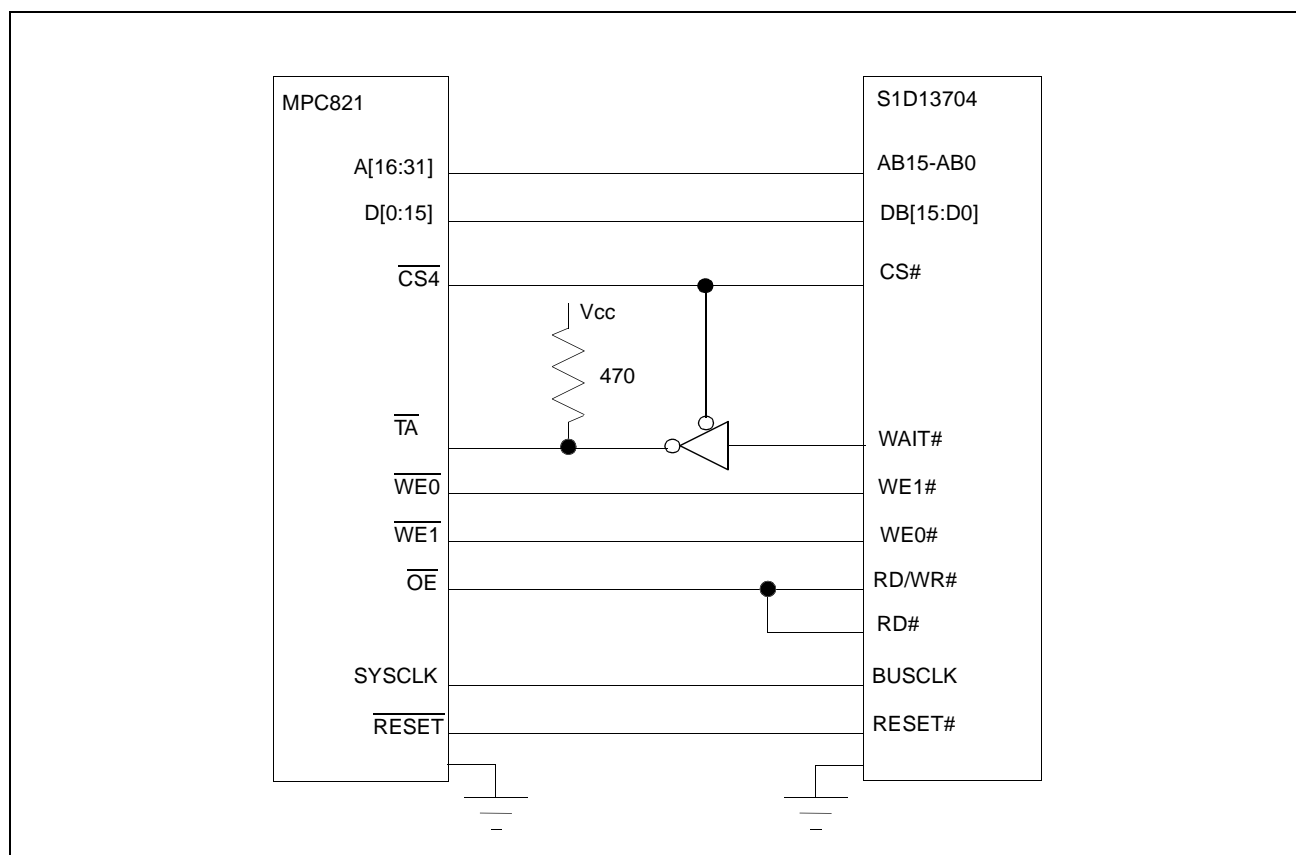 MPC821
S1D13704
A[16:31]
AB15-AB0
D[0:15]
DB[15:D0]
CS4
CS#
Vcc
470
TA
WAIT#
WE0
WE1#
WE1
WE0#
OE
RD/WR#
RD#
SYSCLK
BUSCLK
RESET
RESET#